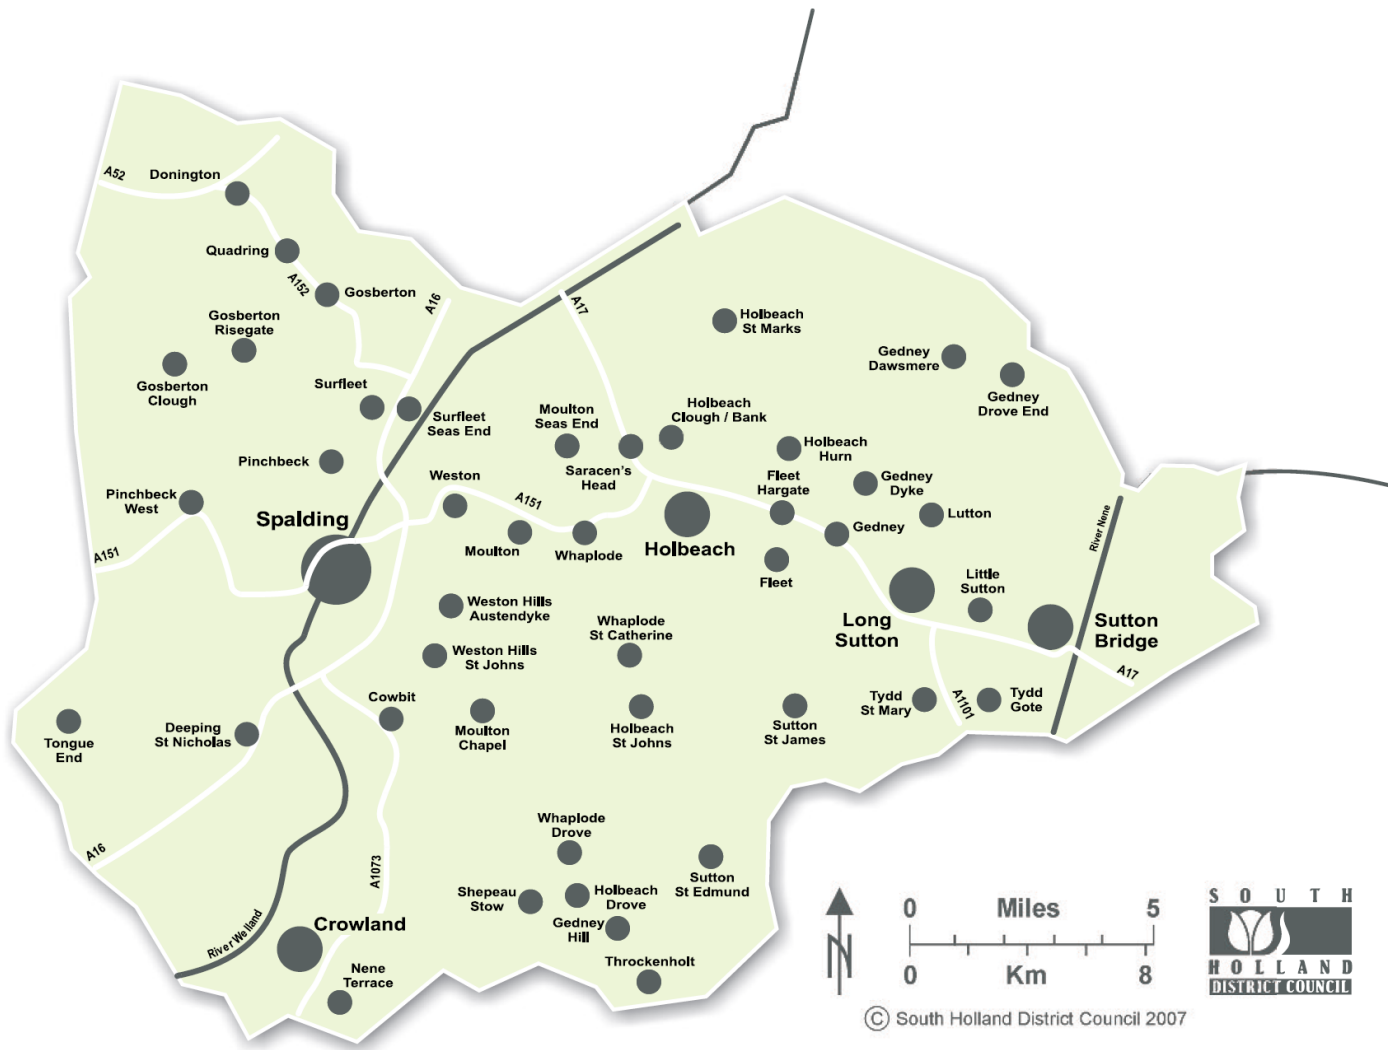 A52
Donington
Quadring
A152
Gosberton
A16
A17
Gosberton
Risegate
Gosberton
Clough
Surfleet
Surfleet
Seas End
Pinchbeck
Pinchbeck
West
A151
Spalding
Weston
A151
Moulton
Moulton
Seas End
Saracen's
Head
Whaplode
Holbeach
St Marks
Holbeach
Clough / Bank
Holbeach
Holbeach
Hurn
Fleet
Hargate
Fleet
Gedney
Dawsmere
Gedney
Drove End
Gedney
Dyke
Gedney
Lutton
River Nene
Little
Sutton
Long
Sutton
Sutton
Bridge
A17
Weston Hills
Austendyke
Weston Hills
St Johns
Whaplode
St Catherine
Tydd
St Mary
A1101
Tydd
Gote
Tongue
End
Deeping
St Nicholas
Cowbit
Moulton
Chapel
Holbeach
St Johns
Sutton
St James
A16
A1073
Whaplode
Drove
Sutton
St Edmund
Shepeau
Stow
Holbeach
Drove
Gedney
Hill
Throckenholt
River Welland
Crowland
Nene
Terrace
N
0 Miles 5
0 Km 8
© South Holland District Council 2007
SOUTH
HOLLAND
DISTRICT COUNCIL